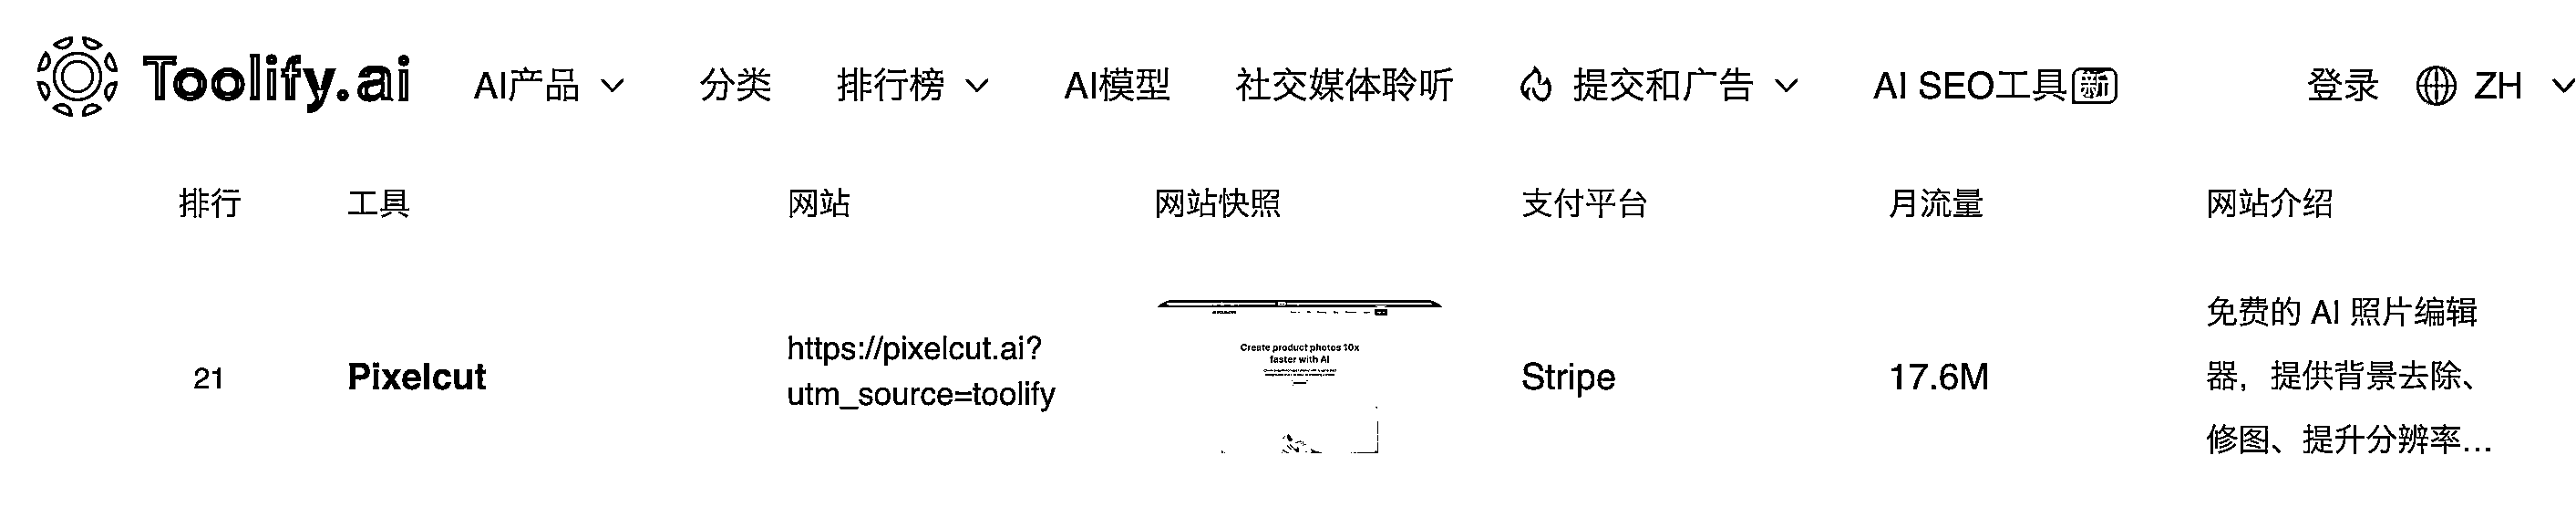 Toolify.ai AI产品 分类 排行榜 AI模型 社交媒体聆听 提交和广告 AI SEO工具 新 登录 ZH
排行 工具 网站 网站快照 支付平台 月流量 网站介绍
21 Pixelcut
https://pixelcut.ai?
utm_source=toolify
Create product photos 10x
faster with AI
Stripe
17.6M
免费的 AI 照片编辑
器，提供背景去除、
修图、提升分辨率...